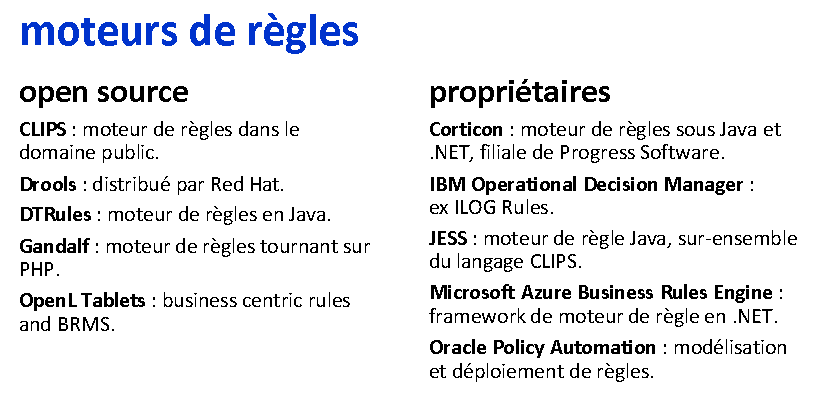 moteurs de règles
open source
CLIPS : moteur de règles dans le
domaine public.
Drools : distribué par Red Hat.
DTRules : moteur de règles en Java.
Gandalf : moteur de règles tournant sur
PHP.
OpenL Tablets : business centric rules
and BRMS.
propriétaires
Corticon : moteur de règles sous Java et
.NET, filiale de Progress Software.
IBM Operational Decision Manager :
ex ILOG Rules.
JESS : moteur de règle Java, sur-ensemble
du langage CLIPS.
Microsoft Azure Business Rules Engine :
framework de moteur de règle en .NET.
Oracle Policy Automation : modélisation
et déploiement de règles.